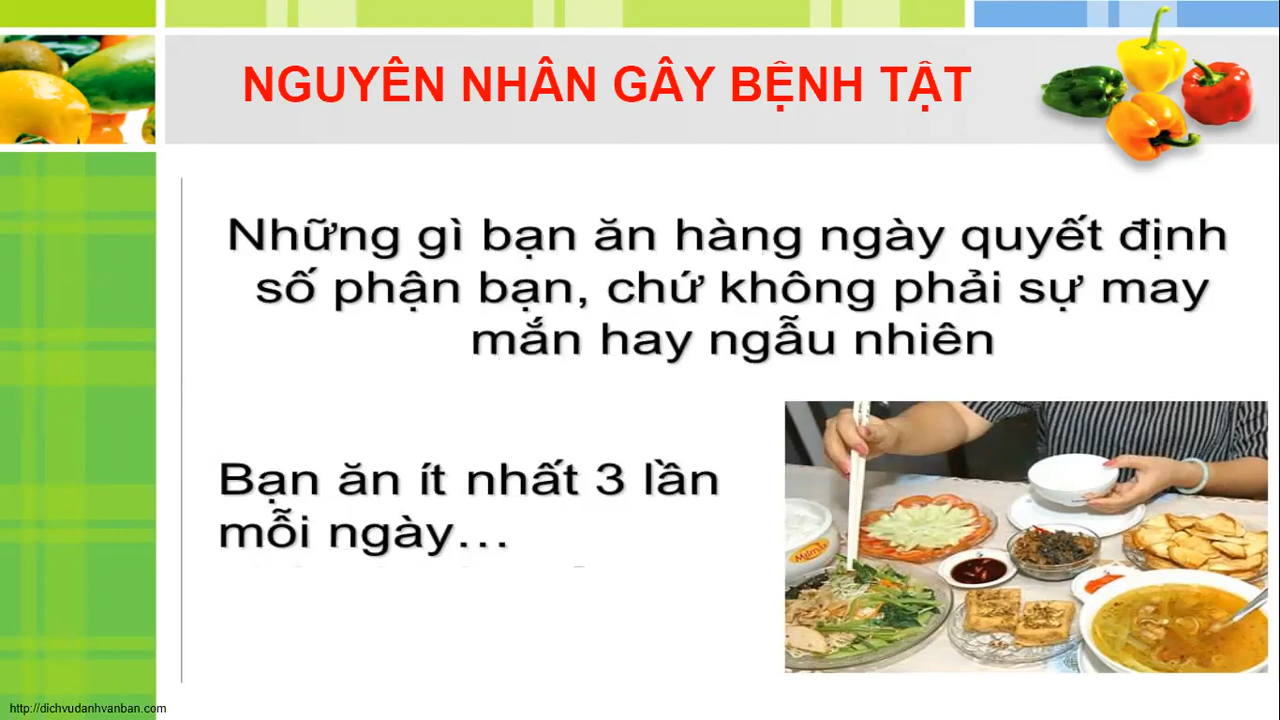 NGUYÊN NHÂN GÂY BỆNH TẬT
Những gì bạn ăn hàng ngày quyết định
số phận bạn, chứ không phải sự may
mắn hay ngẫu nhiên
Bạn ăn ít nhất 3 lần
mỗi ngày…
http://dichvudanhvanban.com